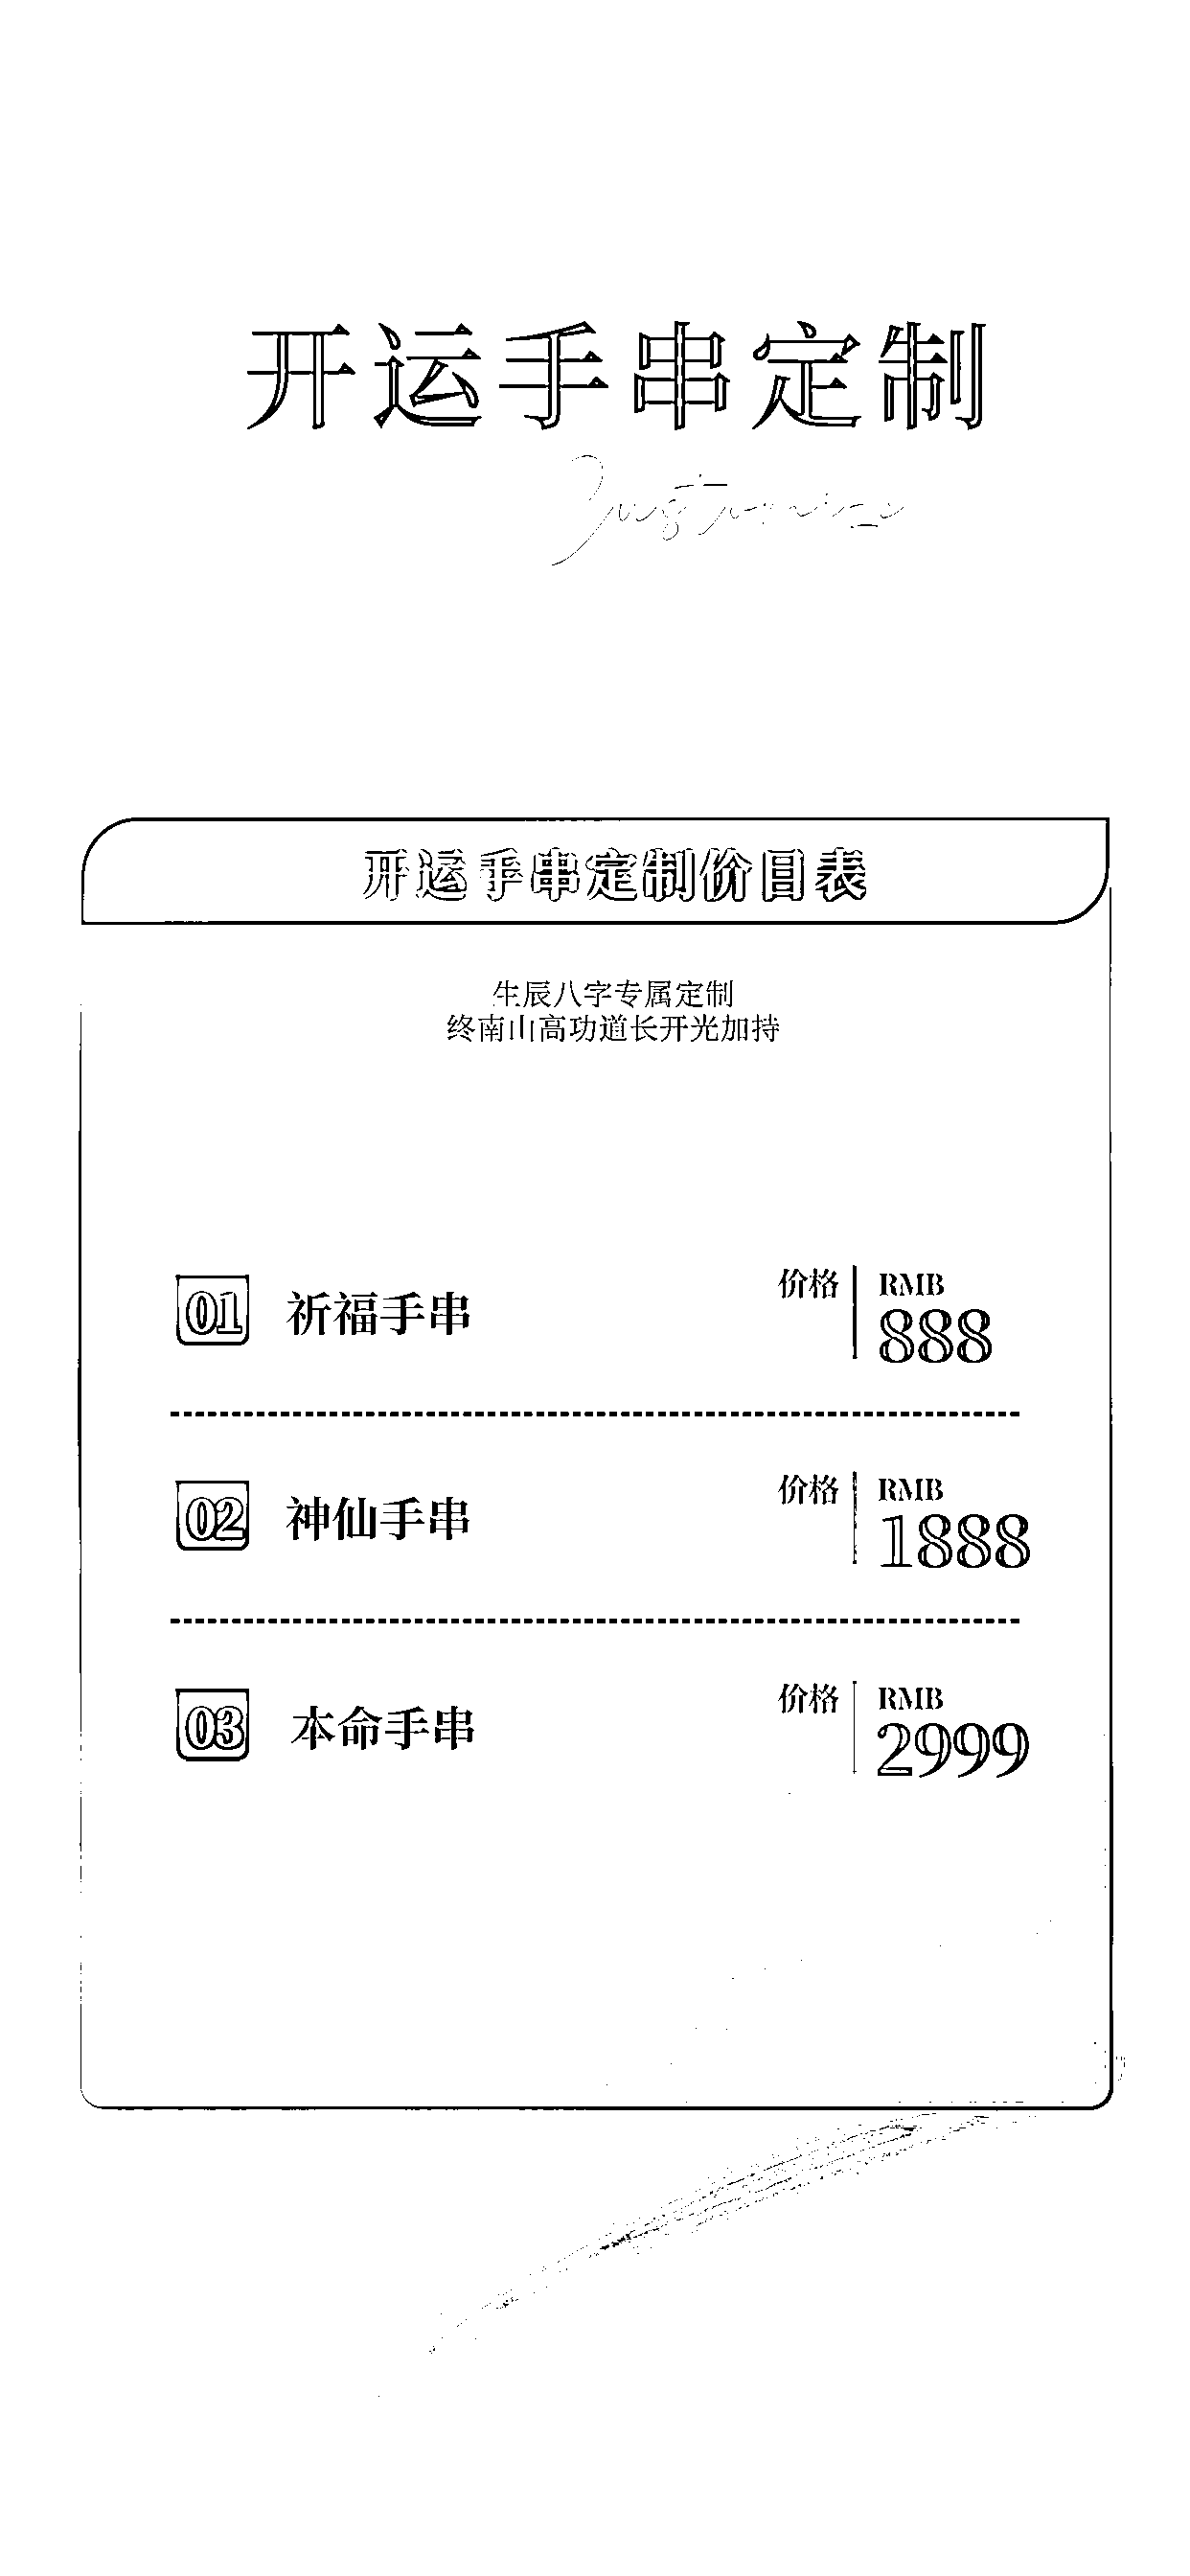 开运手串定制
Customize
开运手串定制价目表
生辰八字专属定制
终南山高功道长开光加持
01 祈福手串 价格 RMB 888
02 神仙手串 价格 RMB 1888
03 本命手串 价格 RMB 2999